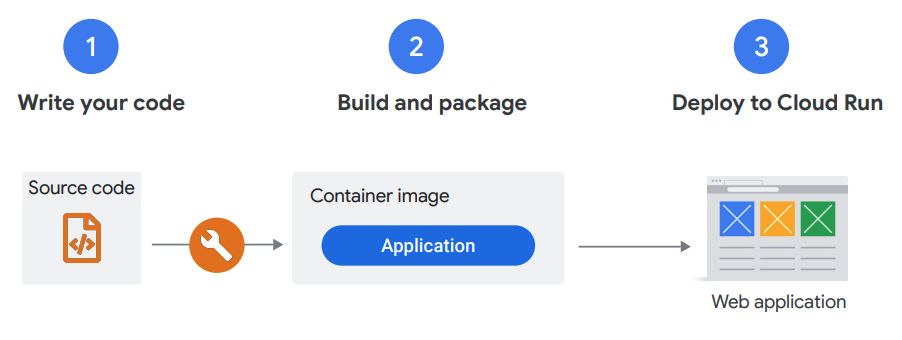 1
Write your code
2
Build and package
3
Deploy to Cloud Run
Source code
</>
Container image
Application
Web application